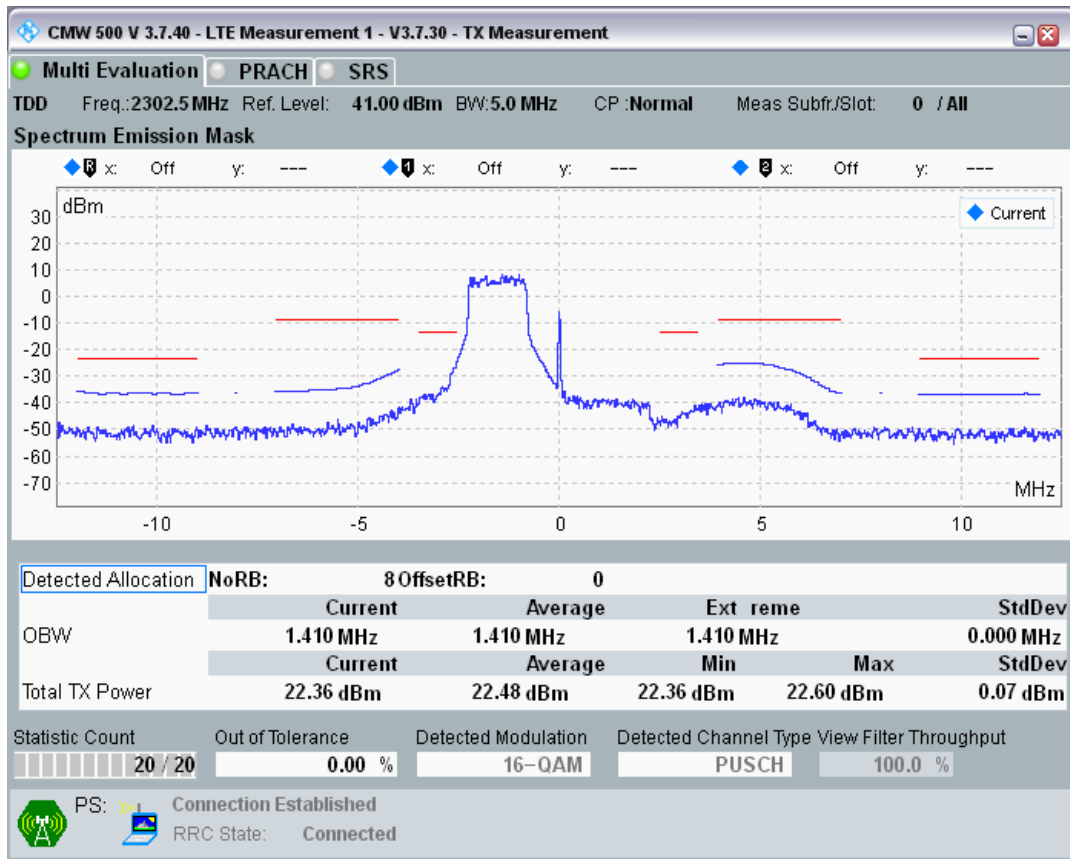 CMW 500 V 3.7.40 - LTE Measurement 1 - V3.7.30 - TX Measurement
Multi Evaluation PRACH SRS
TDD Freq.:2302.5 MHz Ref. Level: 41.00 dBm BW:5.0 MHz CP :Normal Meas Subfr./Slot: 0 / All
Spectrum Emission Mask
R x: Off y: --- 1 x: Off y: --- 2 x: Off y: ---
dBm
Current
30
20
10
0
-10
-20
-30
-40
-50
-60
-70
MHz
-10 -5 0 5 10
Detected Allocation NoRB: 8 OffsetRB: 0
Current Average Ext reme StdDev
OBW 1.410 MHz 1.410 MHz 1.410 MHz 0.000 MHz
Current Average Min Max StdDev
Total TX Power 22.36 dBm 22.48 dBm 22.36 dBm 22.60 dBm 0.07 dBm
Statistic Count Out of Tolerance Detected Modulation Detected Channel Type View Filter Throughput
20 / 20 0.00 % 16-QAM PUSCH 100.0 %
PS: Connection Established
RRC State: Connected